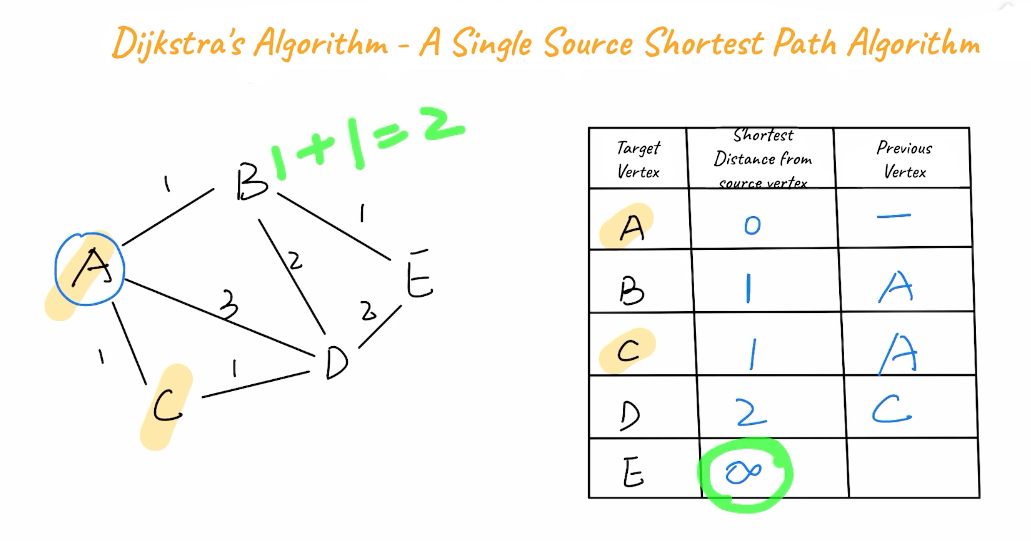 Dijkstra's Algorithm - A Single Source Shortest Path Algorithm
1+1=2
1
B
1
A
2
E
3
2
1
1
D
C
Target Vertex
Shortest Distance from source vertex
Previous Vertex
A 0 —
B 1 A
C 1 A
D 2 C
E ∞